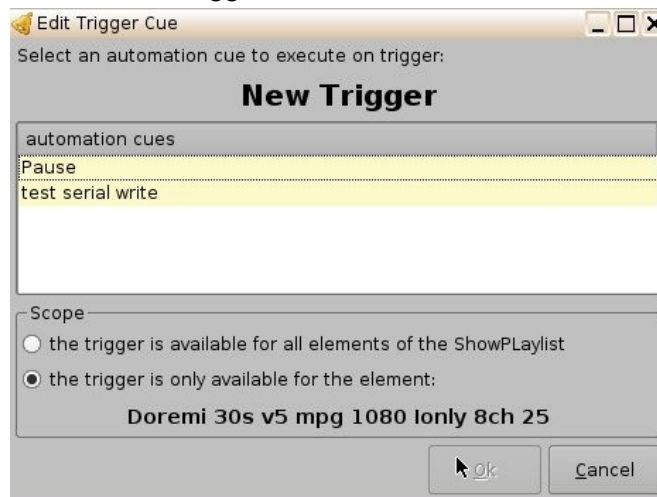 Edit Trigger Cue
Select an automation cue to execute on trigger:
New Trigger
automation cues
Pause
test serial write
Scope
the trigger is available for all elements of the ShowPLaylist
the trigger is only available for the element:
Doremi 30s v5 mpg 1080 Ionly 8ch 25
Ok Cancel